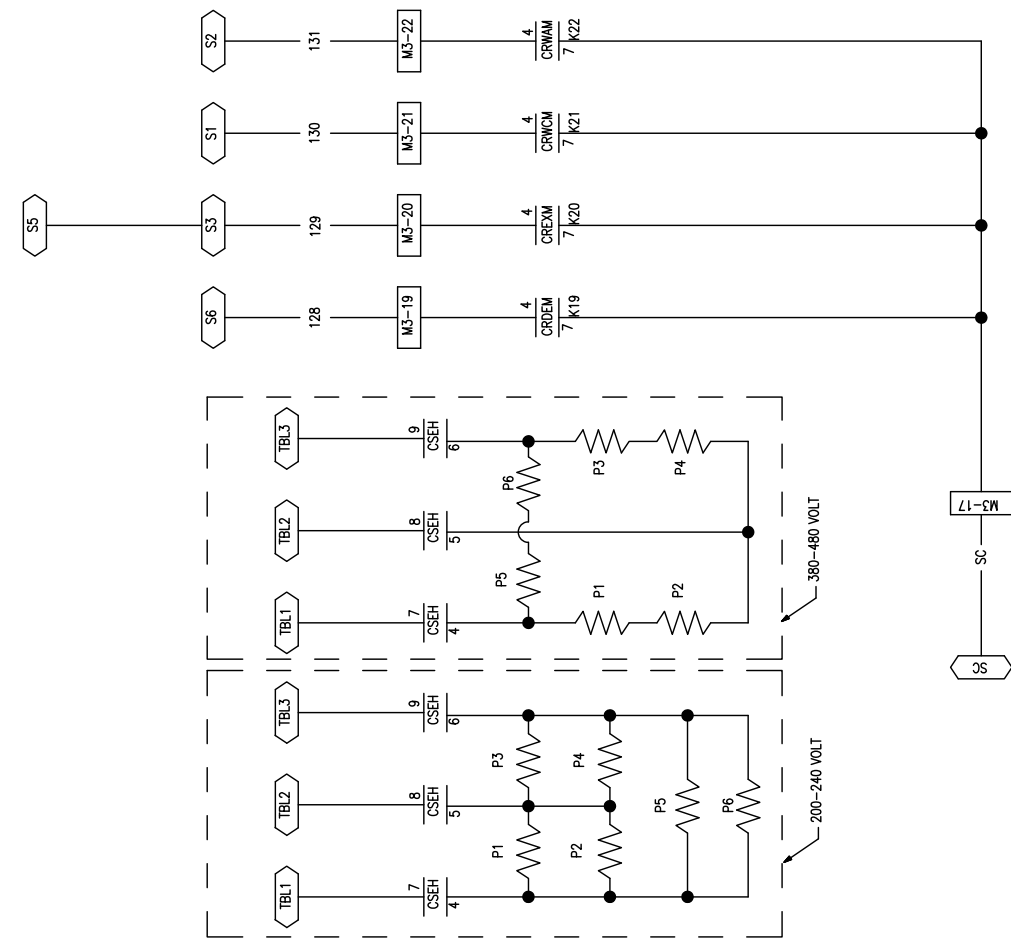 S5
S2
S1
S3
S6
131
130
129
128
M3-22
M3-21
M3-20
M3-19
4
CRWAM
7 K22
4
CRWCM
7 K21
4
CREXM
7 K20
4
CRDEM
7 K19
TBL3
TBL2
TBL1
9
CSEH
6
8
CSEH
5
7
CSEH
4
P6
P5
P3
P4
P1
P2
380-480 VOLT
TBL3
TBL2
TBL1
9
CSEH
6
8
CSEH
5
7
CSEH
4
P3
P4
P1
P2
P5
P6
200-240 VOLT
M3-17
SC
SC